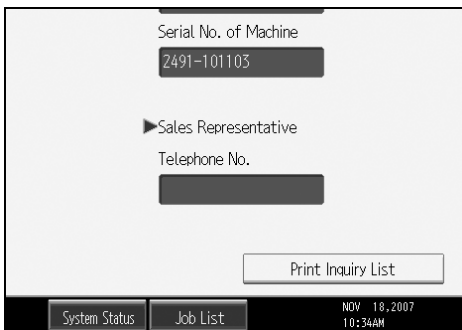 Serial No. of Machine
2491-101103
▶Sales Representative
Telephone No.
Print Inquiry List
System Status
Job List
NOV 18,2007
10:34AM